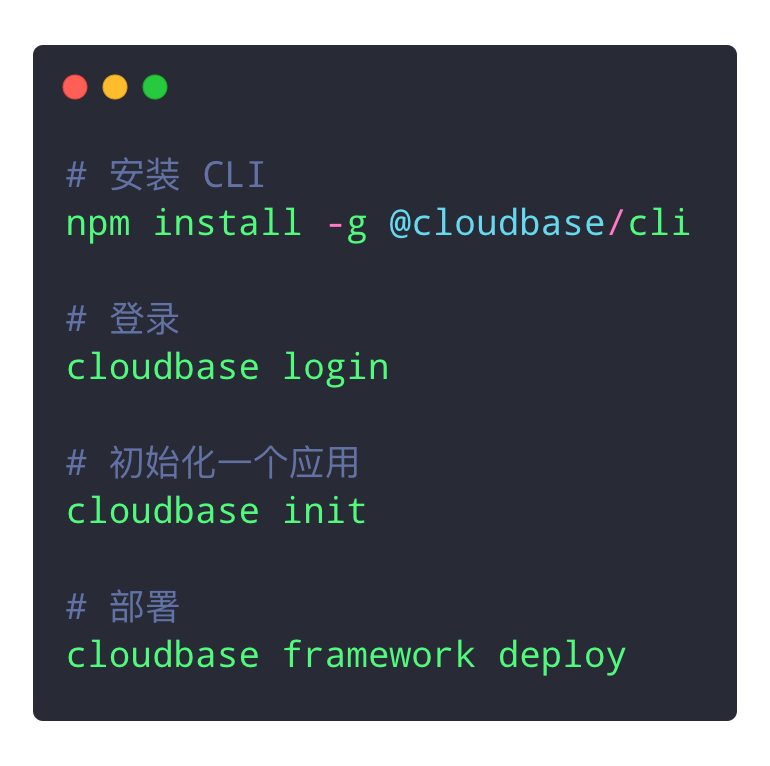 # 安装 CLI
npm install -g @cloudbase/cli
# 登录
cloudbase login
# 初始化一个应用
cloudbase init
# 部署
cloudbase framework deploy